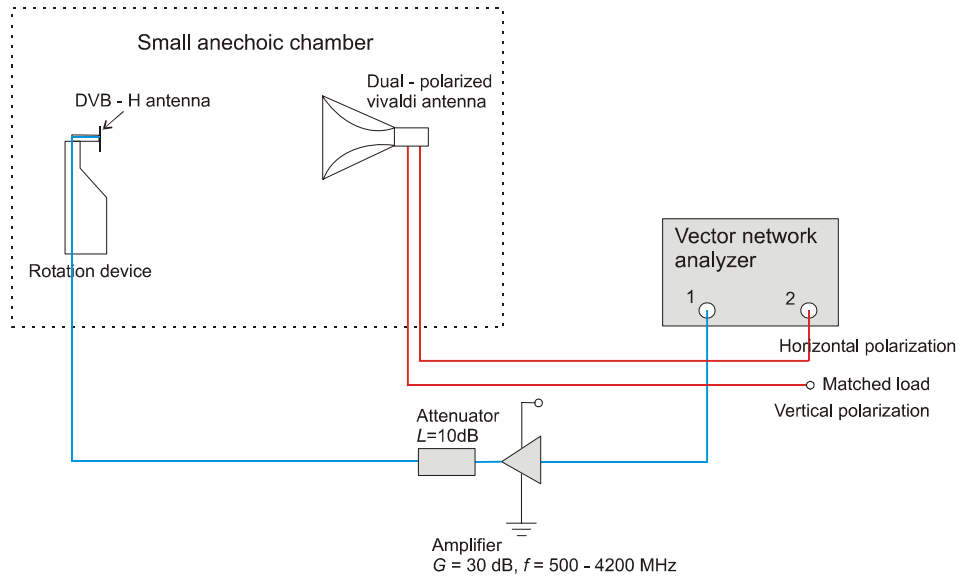 Small anechoic chamber
DVB - H antenna
Dual - polarized
vivaldi antenna
Rotation device
Vector network
analyzer
1
2
Horizontal polarization
Matched load
Vertical polarization
Attenuator
L=10dB
Amplifier
G = 30 dB, f = 500 - 4200 MHz